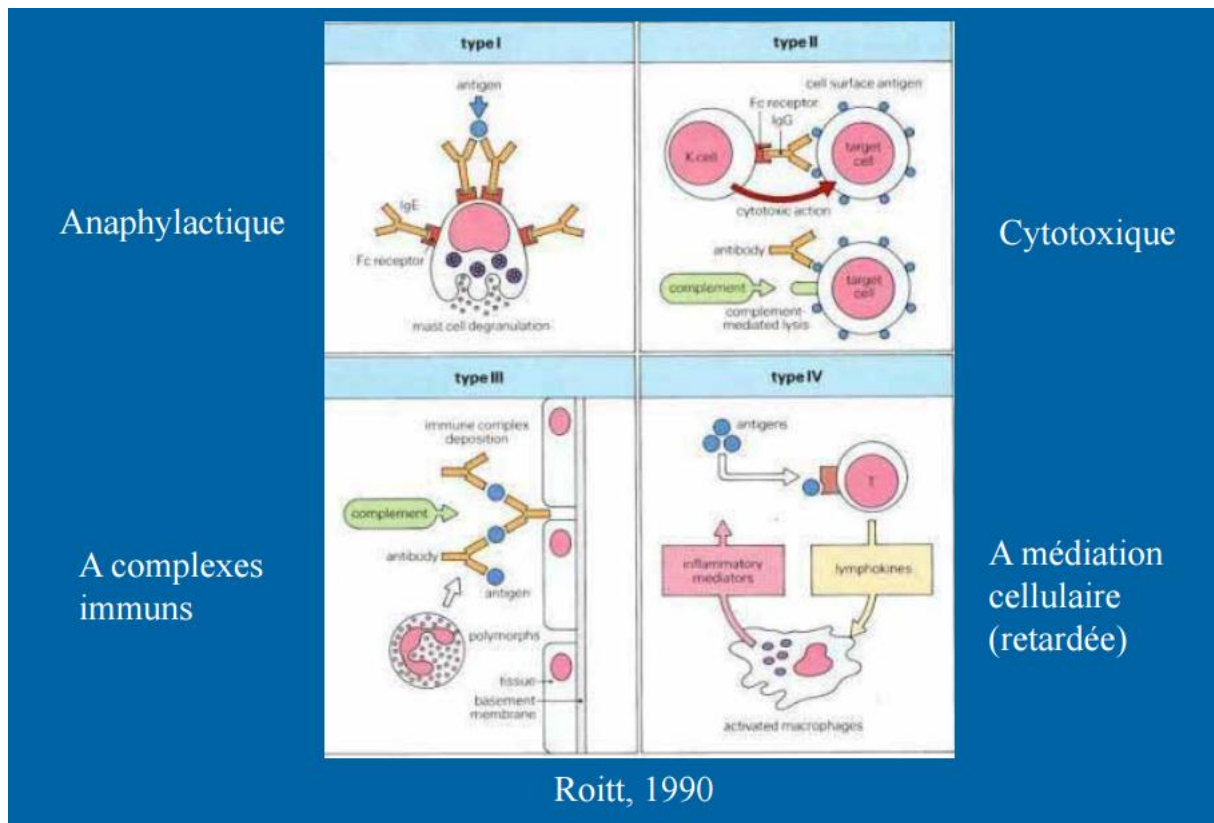 Anaphylactique
type I
antigen
IgE
Fc receptor
mast cell degranulation
type II
cell surface antigen
Fc receptor
IgG
K cell
target
cell
cytotoxic action
antibody
complement
target
cell
complement-
mediated lysis
Cytotoxique
A complexes
immuns
type III
immune complex
deposition
complement
antibody
antigen
polymorphs
tissue
basement
membrane
type IV
antigens
T
inflammatory
mediators
lymphokines
activated macrophages
A médiation
cellulaire
(retardée)
Roitt, 1990